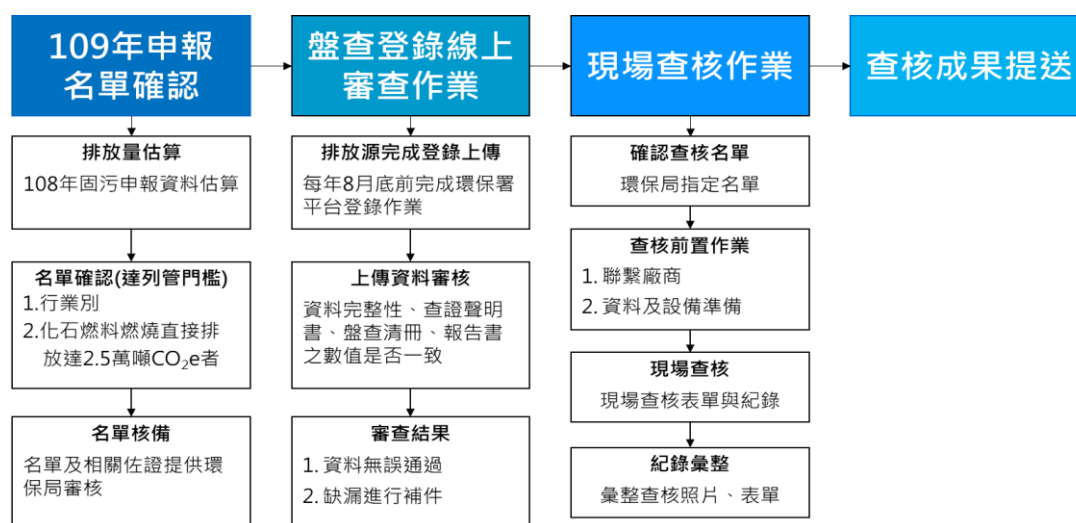 109年申報
名單確認
盤查登錄線上
審查作業
現場查核作業
查核成果提送
排放量估算
108年固污申報資料估算
名單確認(達列管門檻)
1.行業別
2.化石燃料燃燒直接排
放達2.5萬噸CO₂e者
名單核備
名單及相關佐證提供環
保局審核
排放源完成登錄上傳
每年8月底前完成環保署
平台登錄作業
上傳資料審核
資料完整性、查證聲明
書、盤查清冊、報告書
之數值是否一致
審查結果
1. 資料無誤通過
2. 缺漏進行補件
確認查核名單
環保局指定名單
查核前置作業
1. 聯繫廠商
2. 資料及設備準備
現場查核
現場查核表單與紀錄
紀錄彙整
彙整查核照片、表單